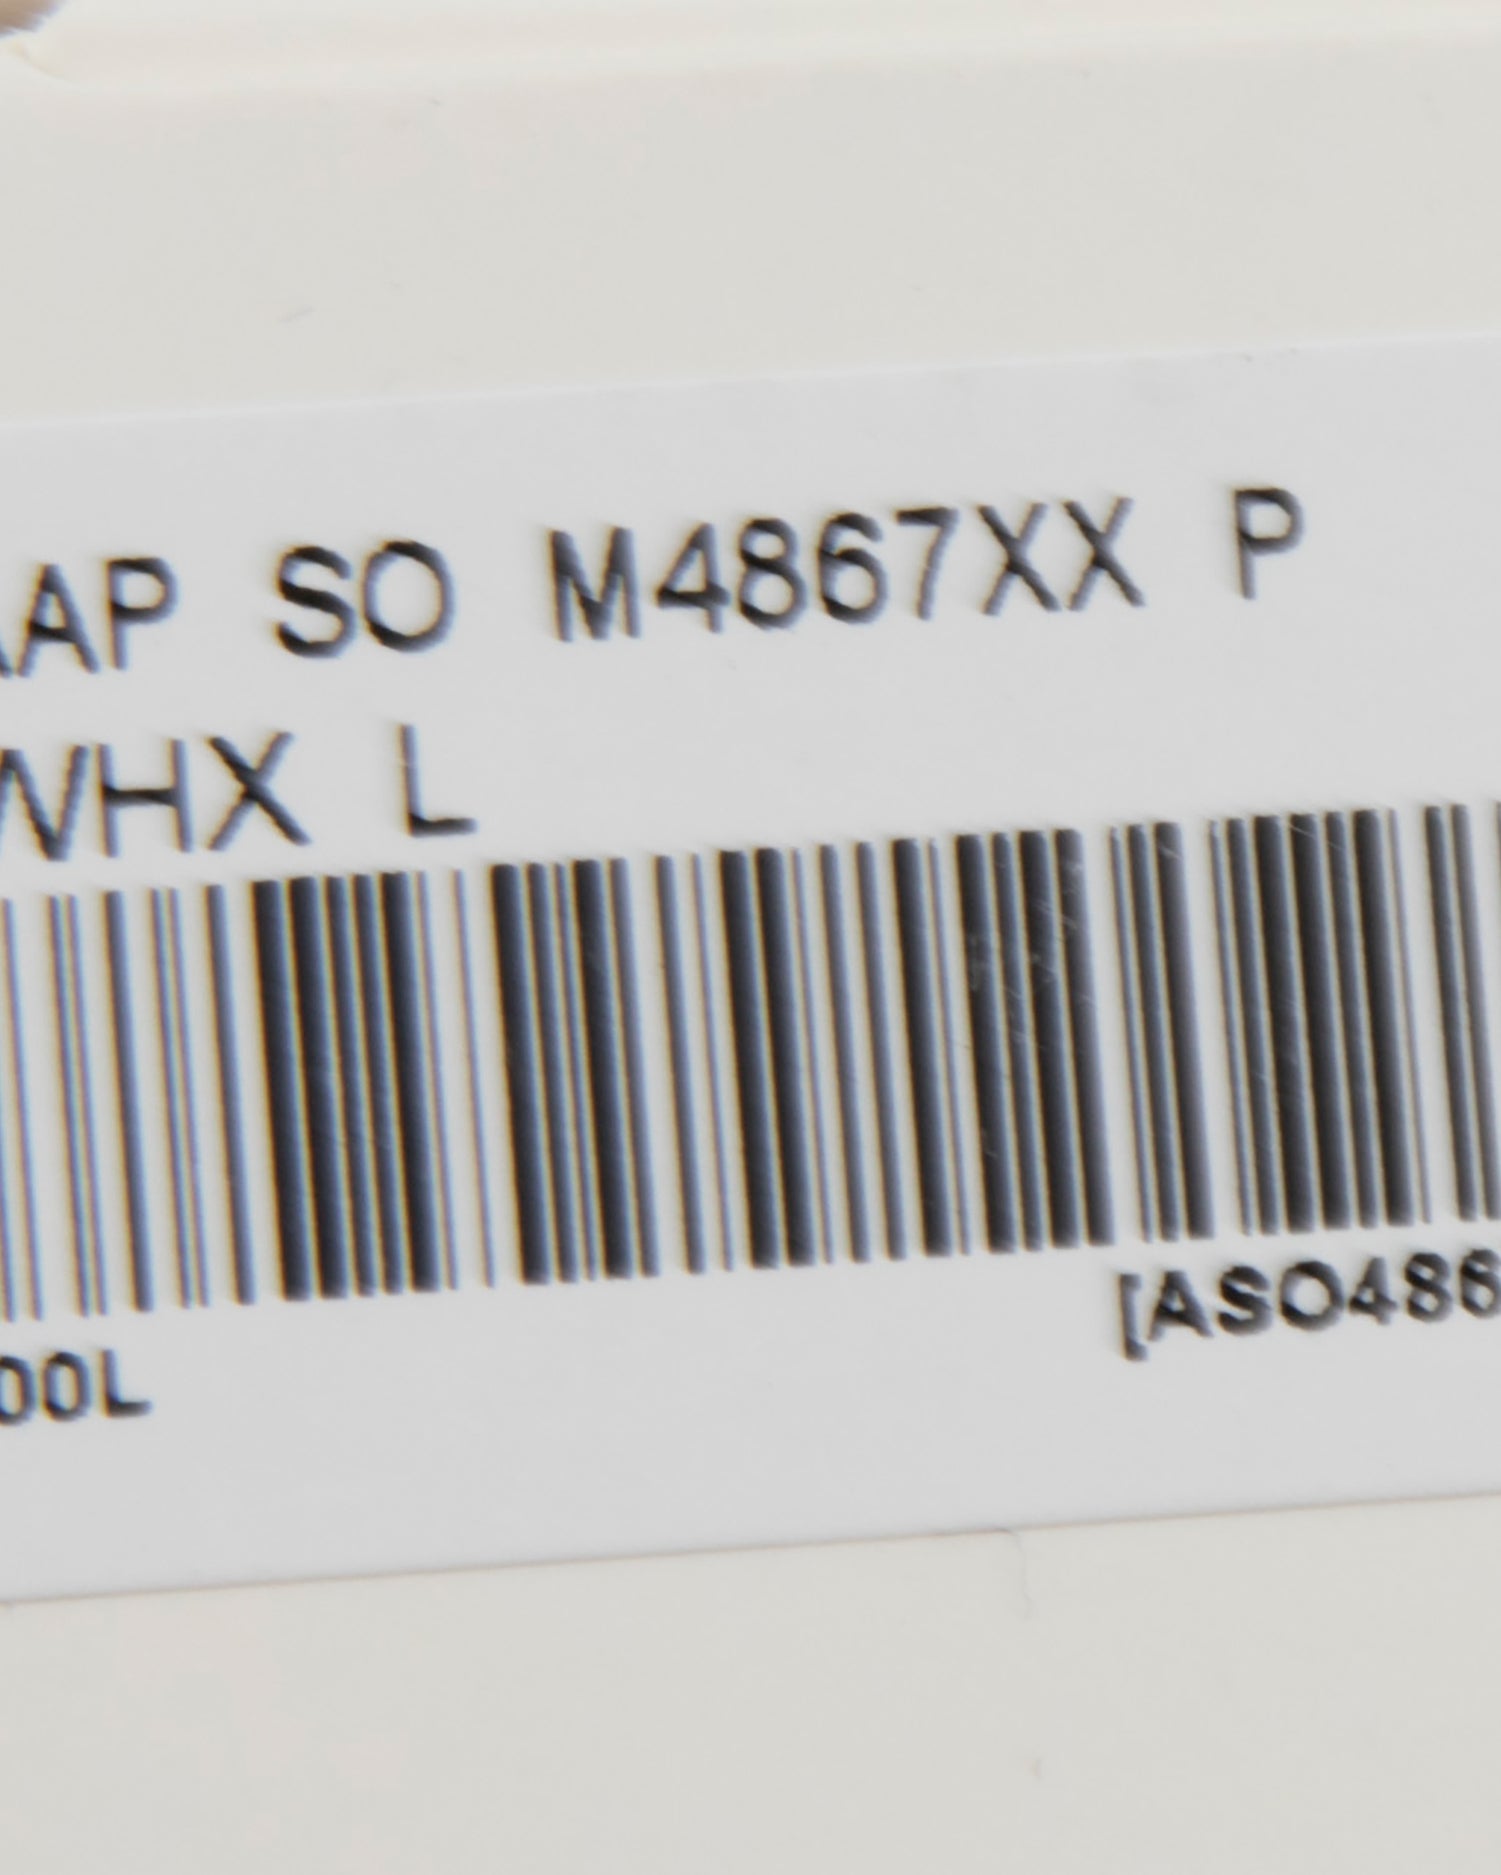 AAP SO M4867XX P
WHX L
00L
[ASO486